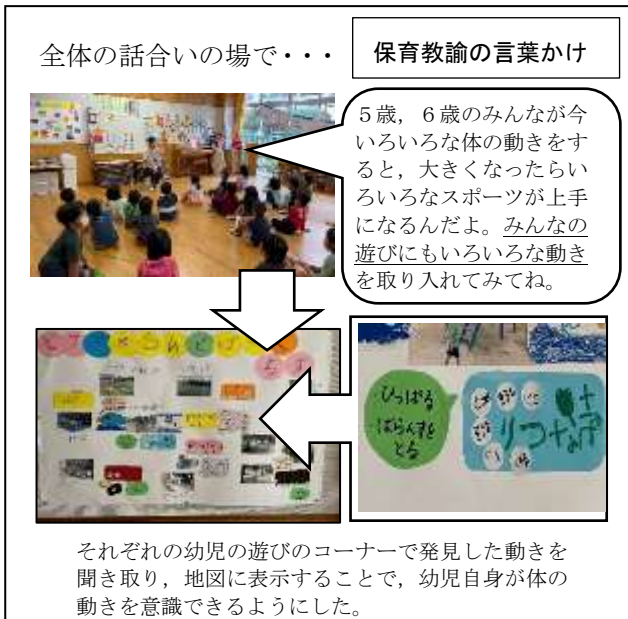 全体の話合いの場で・・・
保育教諭の言葉かけ
５歳，６歳のみんなが今
いろいろな体の動きをす
ると，大きくなったらい
ろいろなスポーツが上手
になるんだよ。みんなの
遊びにもいろいろな動き
を取り入れてみてね。
ひっぱる
ばらんすを
とる
それぞれの幼児の遊びのコーナーで発見した動きを
聞き取り，地図に表示することで，幼児自身が体の
動きを意識できるようにした。